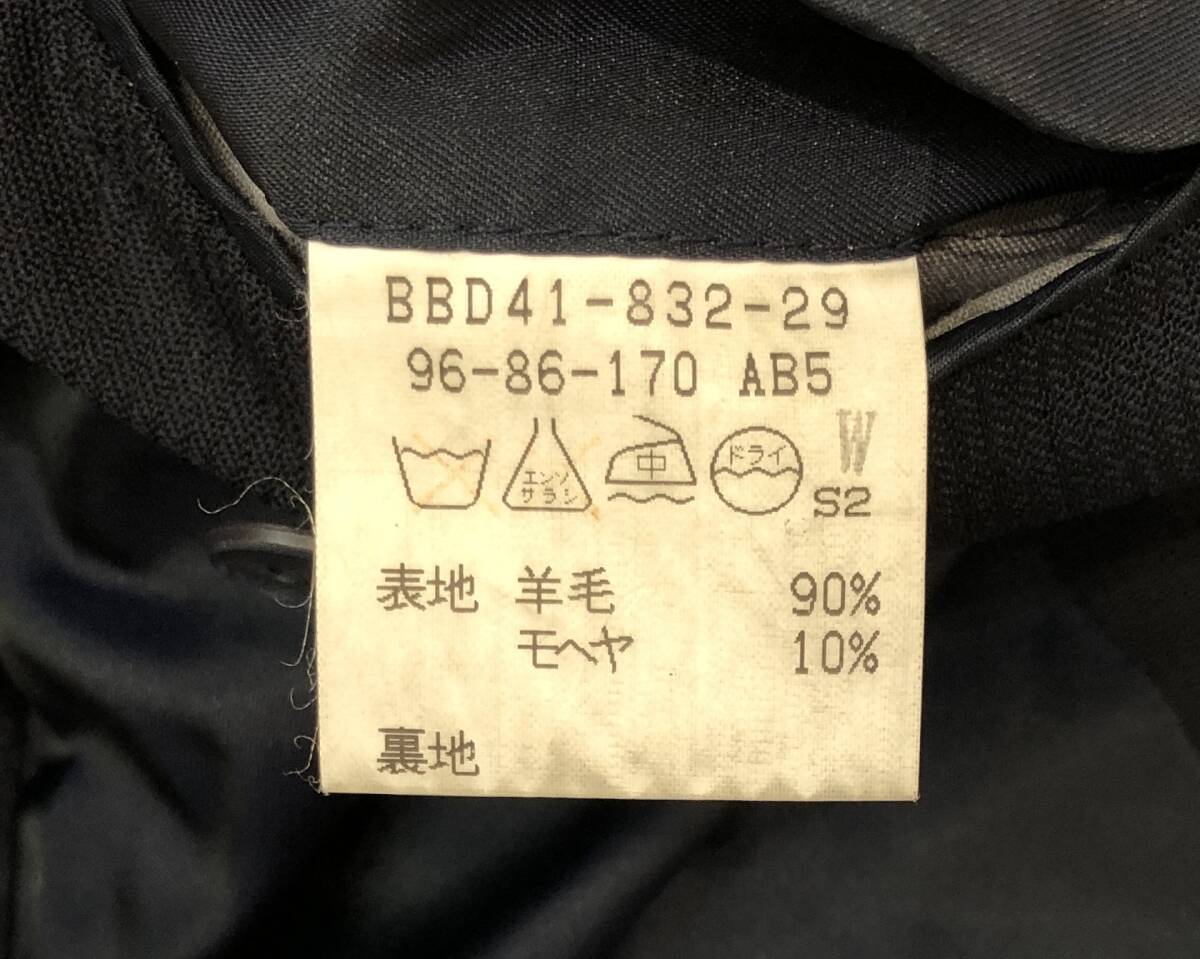 BBD41-832-29
96-86-170 AB5
エンソ
サラシ
中
ドライ
W
S2
表地 羊毛 90%
モヘヤ 10%
裏地